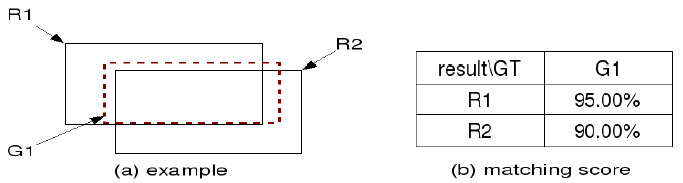 R1
R2
G1
(a) example
result\GT G1
R1 95.00%
R2 90.00%
(b) matching score